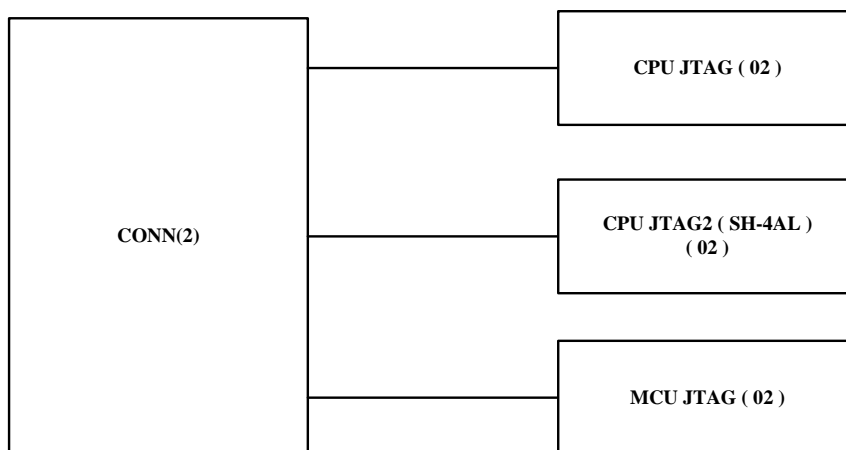 CPU JTAG ( 02 )
CONN(2)
CPU JTAG2 ( SH-4AL )
( 02 )
MCU JTAG ( 02 )